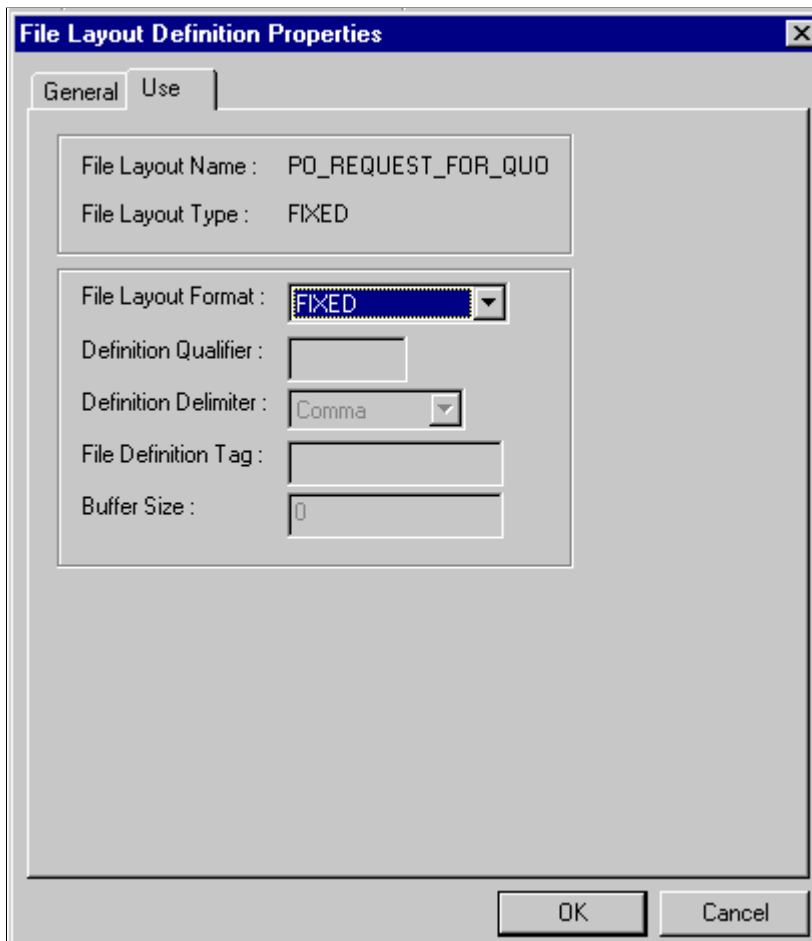 File Layout Definition Properties
General Use
File Layout Name : PO_REQUEST_FOR_QUO
File Layout Type : FIXED
File Layout Format : FIXED
Definition Qualifier :
Definition Delimiter : Comma
File Definition Tag :
Buffer Size : 0
OK Cancel